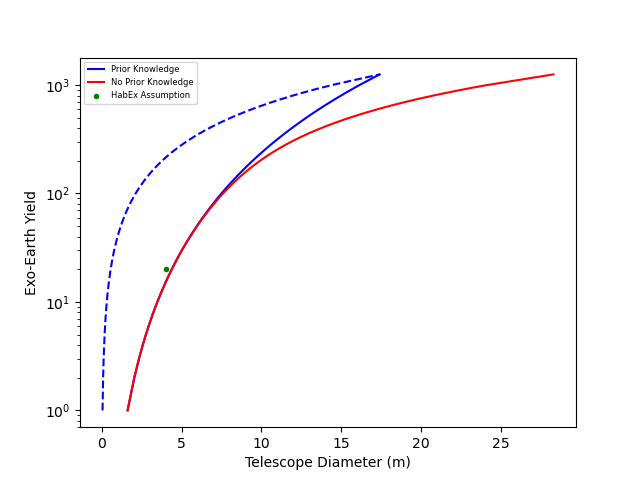 Prior Knowledge
No Prior Knowledge
HabEx Assumption
10³
10²
10¹
10⁰
Exo-Earth Yield
0 5 10 15 20 25
Telescope Diameter (m)